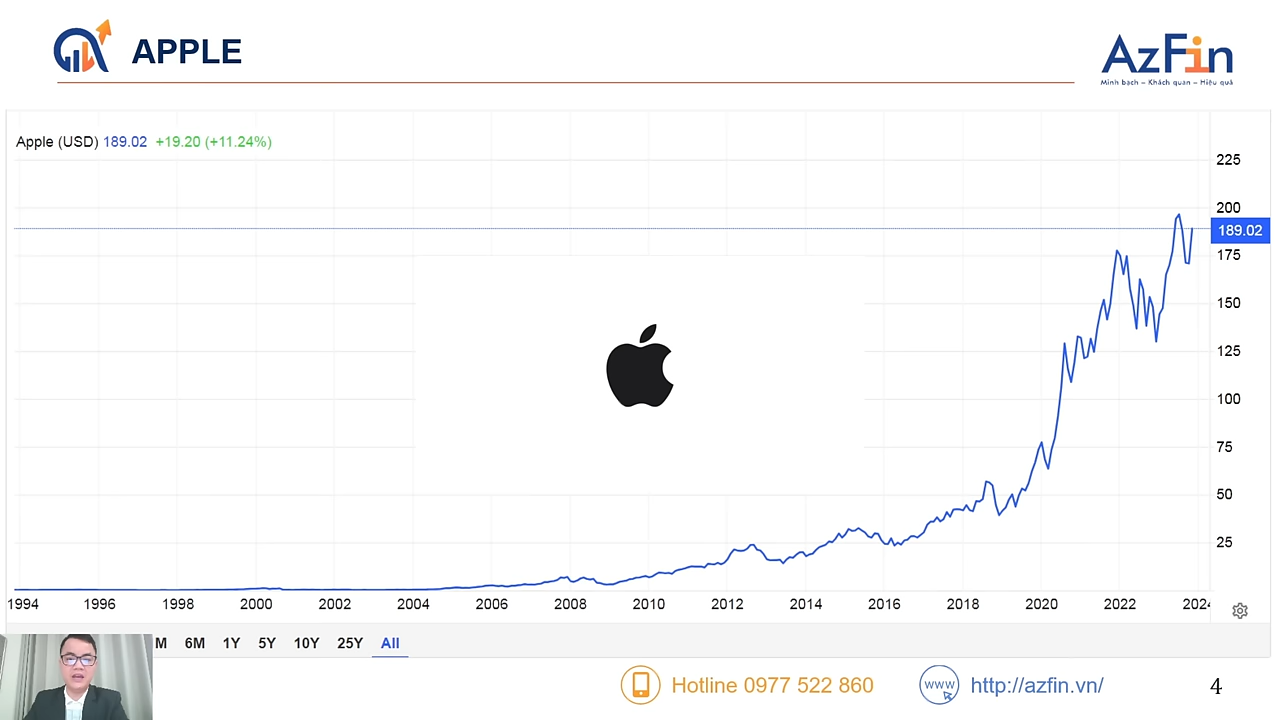 APPLE
AzFin
Minh bạch – Khách quan – Hiệu quả
Apple (USD) 189.02 +19.20 (+11.24%)
225
200
189.02
175
150
125
100
75
50
25
1994 1996 1998 2000 2002 2004 2006 2008 2010 2012 2014 2016 2018 2020 2022 2024
M 6M 1Y 5Y 10Y 25Y All
Hotline 0977 522 860
www
http://azfin.vn/
4